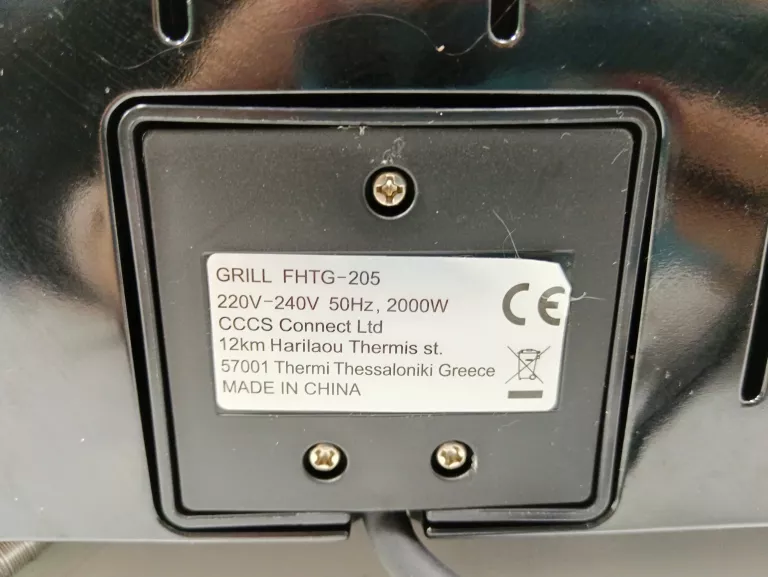 GRILL FHTG-205
220V-240V 50Hz, 2000W
CCCS Connect Ltd
12km Harilaou Thermis st.
57001 Thermi Thessaloniki Greece
MADE IN CHINA
CE